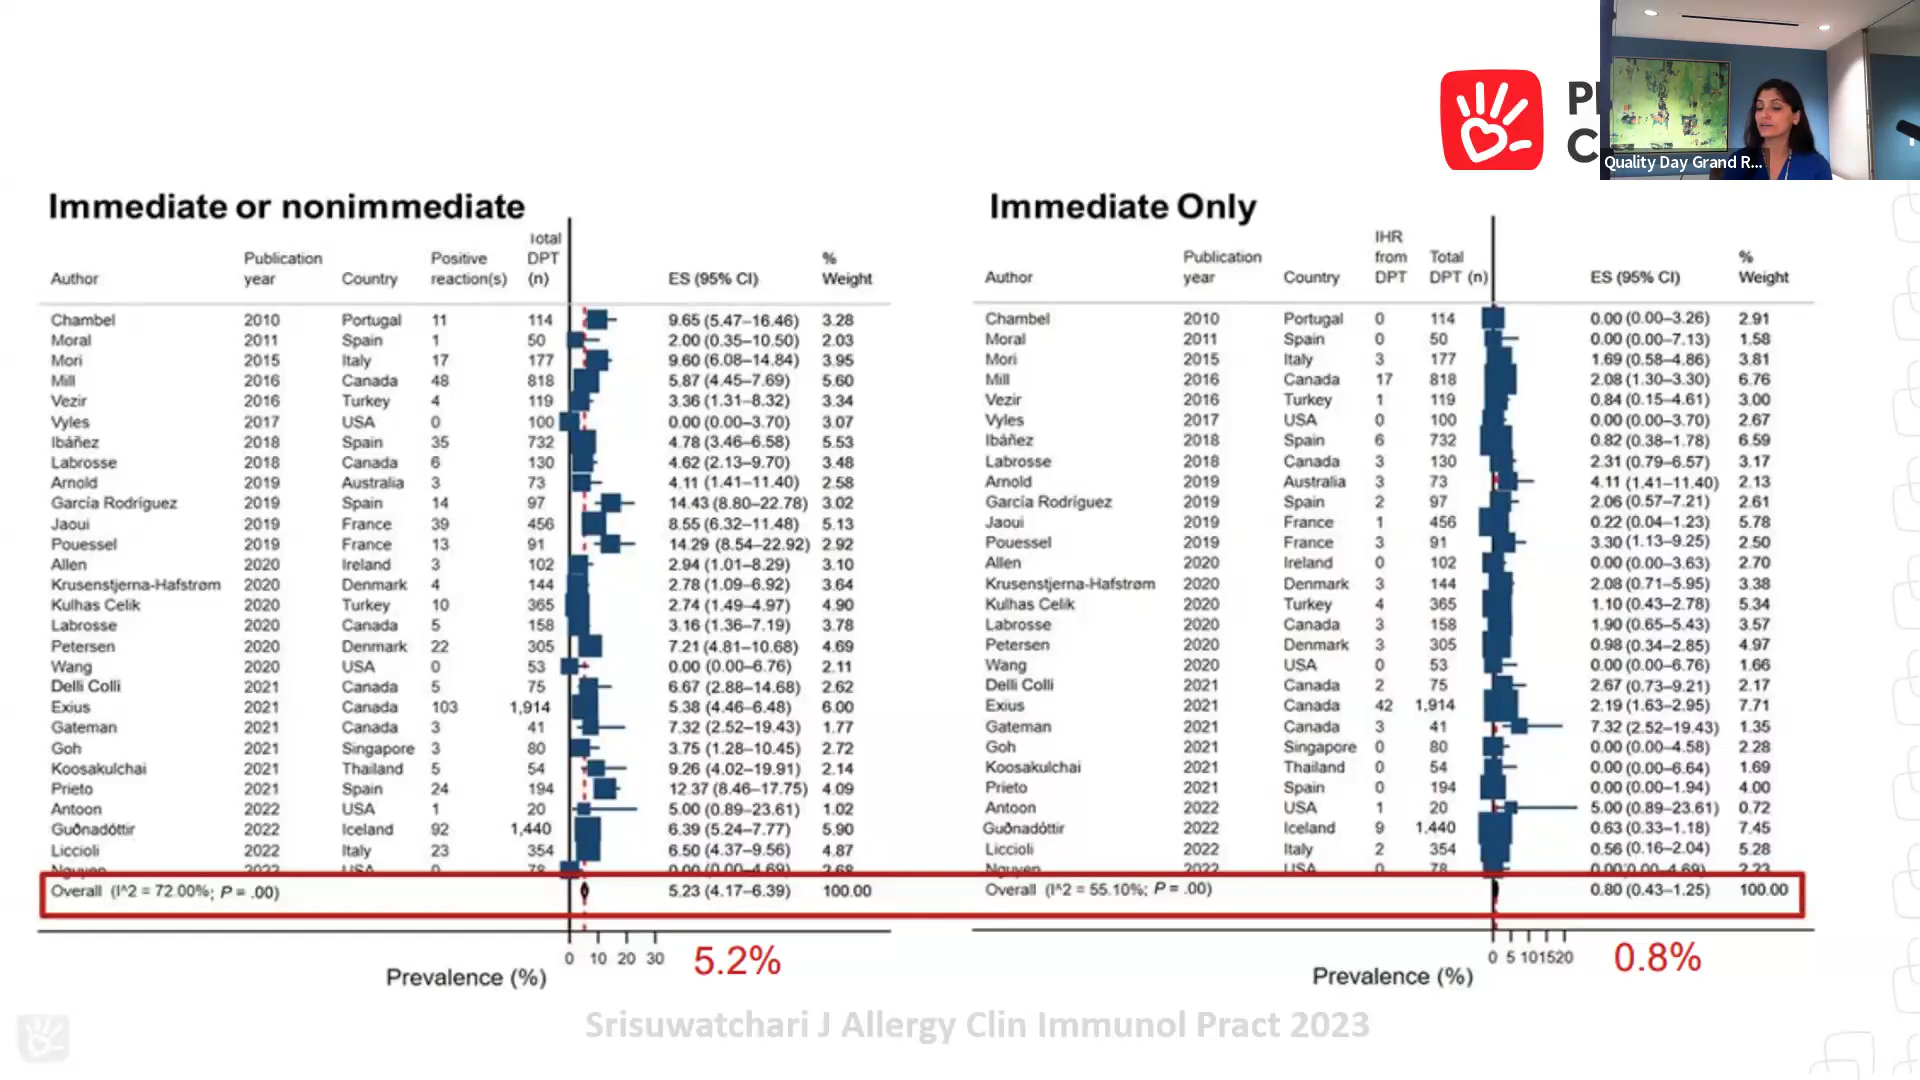 P
C
Quality Day Grand R...
Immediate or nonimmediate
Author Publication year Country Positive reaction(s) Total DPT (n) ES (95% CI) % Weight
Chambel 2010 Portugal 11 114 9.65 (5.47–16.46) 3.28
Moral 2011 Spain 1 50 2.00 (0.35–10.50) 2.03
Mori 2015 Italy 17 177 9.60 (6.08–14.84) 3.95
Mill 2016 Canada 48 818 5.87 (4.45–7.69) 5.60
Vezir 2016 Turkey 4 119 3.36 (1.31–8.32) 3.34
Vyles 2017 USA 0 100 0.00 (0.00–3.70) 3.07
Ibáñez 2018 Spain 35 732 4.78 (3.46–6.58) 5.53
Labrosse 2018 Canada 6 130 4.62 (2.13–9.70) 3.48
Arnold 2019 Australia 3 73 4.11 (1.41–11.40) 2.58
García Rodríguez 2019 Spain 14 97 14.43 (8.80–22.78) 3.02
Jaoui 2019 France 39 456 8.55 (6.32–11.48) 5.13
Pouessel 2019 France 13 91 14.29 (8.54–22.92) 2.92
Allen 2020 Ireland 3 102 2.94 (1.01–8.29) 3.10
Krusenstjerna-Hafstrøm 2020 Denmark 4 144 2.78 (1.09–6.92) 3.64
Kulhas Celik 2020 Turkey 10 365 2.74 (1.49–4.97) 4.90
Labrosse 2020 Canada 5 158 3.16 (1.36–7.19) 3.78
Petersen 2020 Denmark 22 305 7.21 (4.81–10.68) 4.69
Wang 2020 USA 0 53 0.00 (0.00–6.76) 2.11
Delli Colli 2021 Canada 5 75 6.67 (2.88–14.68) 2.62
Exius 2021 Canada 103 1,914 5.38 (4.46–6.48) 6.00
Gateman 2021 Canada 3 41 7.32 (2.52–19.43) 1.77
Goh 2021 Singapore 3 80 3.75 (1.28–10.45) 2.72
Koosakulchai 2021 Thailand 5 54 9.26 (4.02–19.91) 2.14
Prieto 2021 Spain 24 194 12.37 (8.46–17.75) 4.09
Antoon 2022 USA 1 20 5.00 (0.89–23.61) 1.02
Guðnadóttir 2022 Iceland 92 1,440 6.39 (5.24–7.77) 5.90
Liccioli 2022 Italy 23 354 6.50 (4.37–9.56) 4.87
Nguyen 2022 USA 0 78 0.00 (0.00–4.69) 2.68
Overall (I^2 = 72.00%; P = .00) 5.23 (4.17–6.39) 100.00
0 10 20 30
Prevalence (%)
5.2%
Immediate Only
Author Publication year Country IHR from DPT Total DPT (n) ES (95% CI) % Weight
Chambel 2010 Portugal 0 114 0.00 (0.00–3.26) 2.91
Moral 2011 Spain 0 50 0.00 (0.00–7.13) 1.58
Mori 2015 Italy 3 177 1.69 (0.58–4.86) 3.81
Mill 2016 Canada 17 818 2.08 (1.30–3.30) 6.76
Vezir 2016 Turkey 1 119 0.84 (0.15–4.61) 3.00
Vyles 2017 USA 0 100 0.00 (0.00–3.70) 2.67
Ibáñez 2018 Spain 6 732 0.82 (0.38–1.78) 6.59
Labrosse 2018 Canada 3 130 2.31 (0.79–6.57) 3.17
Arnold 2019 Australia 3 73 4.11 (1.41–11.40) 2.13
García Rodríguez 2019 Spain 2 97 2.06 (0.57–7.21) 2.61
Jaoui 2019 France 1 456 0.22 (0.04–1.23) 5.78
Pouessel 2019 France 3 91 3.30 (1.13–9.25) 2.50
Allen 2020 Ireland 0 102 0.00 (0.00–3.63) 2.70
Krusenstjerna-Hafstrøm 2020 Denmark 3 144 2.08 (0.71–5.95) 3.38
Kulhas Celik 2020 Turkey 4 365 1.10 (0.43–2.78) 5.34
Labrosse 2020 Canada 3 158 1.90 (0.65–5.43) 3.57
Petersen 2020 Denmark 3 305 0.98 (0.34–2.85) 4.97
Wang 2020 USA 0 53 0.00 (0.00–6.76) 1.66
Delli Colli 2021 Canada 2 75 2.67 (0.73–9.21) 2.17
Exius 2021 Canada 42 1,914 2.19 (1.63–2.95) 7.71
Gateman 2021 Canada 3 41 7.32 (2.52–19.43) 1.35
Goh 2021 Singapore 0 80 0.00 (0.00–4.58) 2.28
Koosakulchai 2021 Thailand 0 54 0.00 (0.00–6.64) 1.69
Prieto 2021 Spain 0 194 0.00 (0.00–1.94) 4.00
Antoon 2022 USA 1 20 5.00 (0.89–23.61) 0.72
Guðnadóttir 2022 Iceland 9 1,440 0.63 (0.33–1.18) 7.45
Liccioli 2022 Italy 2 354 0.56 (0.16–2.04) 5.28
Nguyen 2022 USA 0 78 0.00 (0.00–4.69) 2.23
Overall (I^2 = 55.10%; P = .00) 0.80 (0.43–1.25) 100.00
0 5 10 15 20
Prevalence (%)
0.8%
Srisuwatchari J Allergy Clin Immunol Pract 2023